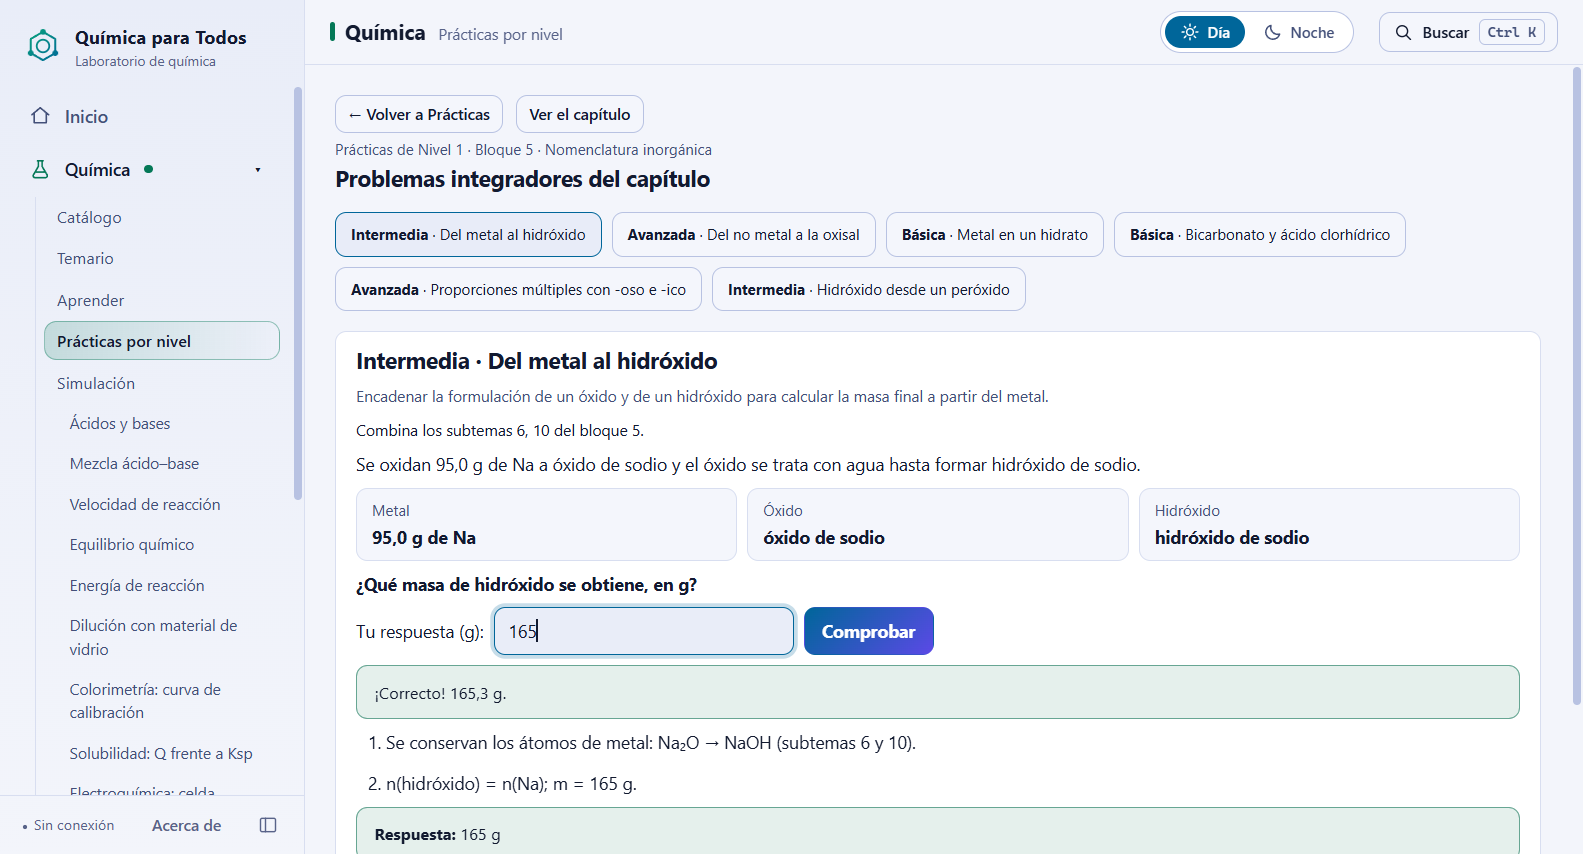 Química para Todos
Laboratorio de química
Inicio
Química
Catálogo
Temario
Aprender
Prácticas por nivel
Simulación
Ácidos y bases
Mezcla ácido–base
Velocidad de reacción
Equilibrio químico
Energía de reacción
Dilución con material de
vidrio
Colorimetría: curva de
calibración
Solubilidad: Q frente a Ksp
Electroquímica: celda
Sin conexión
Acerca de
Química Prácticas por nivel
Día
Noche
Buscar Ctrl K
← Volver a Prácticas
Ver el capítulo
Prácticas de Nivel 1 · Bloque 5 · Nomenclatura inorgánica
Problemas integradores del capítulo
Intermedia · Del metal al hidróxido
Avanzada · Del no metal a la oxisal
Básica · Metal en un hidrato
Básica · Bicarbonato y ácido clorhídrico
Avanzada · Proporciones múltiples con -oso e -ico
Intermedia · Hidróxido desde un peróxido
Intermedia · Del metal al hidróxido
Encadenar la formulación de un óxido y de un hidróxido para calcular la masa final a partir del metal.
Combina los subtemas 6, 10 del bloque 5.
Se oxidan 95,0 g de Na a óxido de sodio y el óxido se trata con agua hasta formar hidróxido de sodio.
Metal
95,0 g de Na
Óxido
óxido de sodio
Hidróxido
hidróxido de sodio
¿Qué masa de hidróxido se obtiene, en g?
Tu respuesta (g): 165 Comprobar
¡Correcto! 165,3 g.
1. Se conservan los átomos de metal: Na₂O → NaOH (subtemas 6 y 10).
2. n(hidróxido) = n(Na); m = 165 g.
Respuesta: 165 g